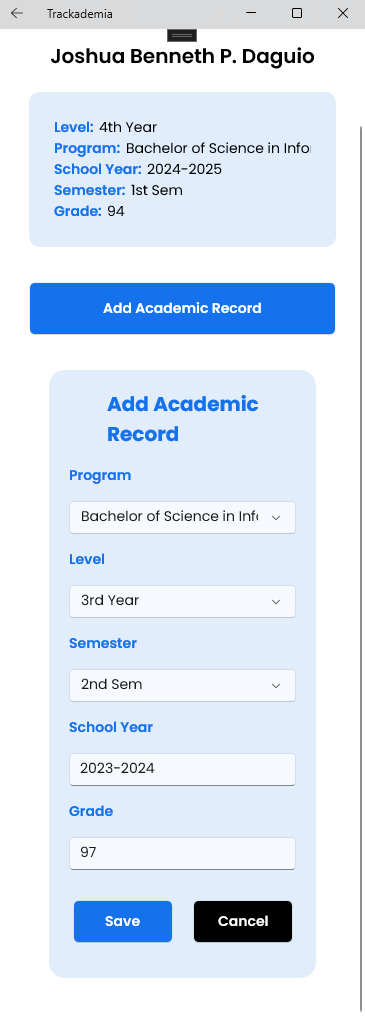 Trackademia
Joshua Benneth P. Daguio
Level: 4th Year
Program: Bachelor of Science in Infor
School Year: 2024-2025
Semester: 1st Sem
Grade: 94
Add Academic Record
Add Academic
Record
Program
Bachelor of Science in Info
Level
3rd Year
Semester
2nd Sem
School Year
2023-2024
Grade
97
Save
Cancel